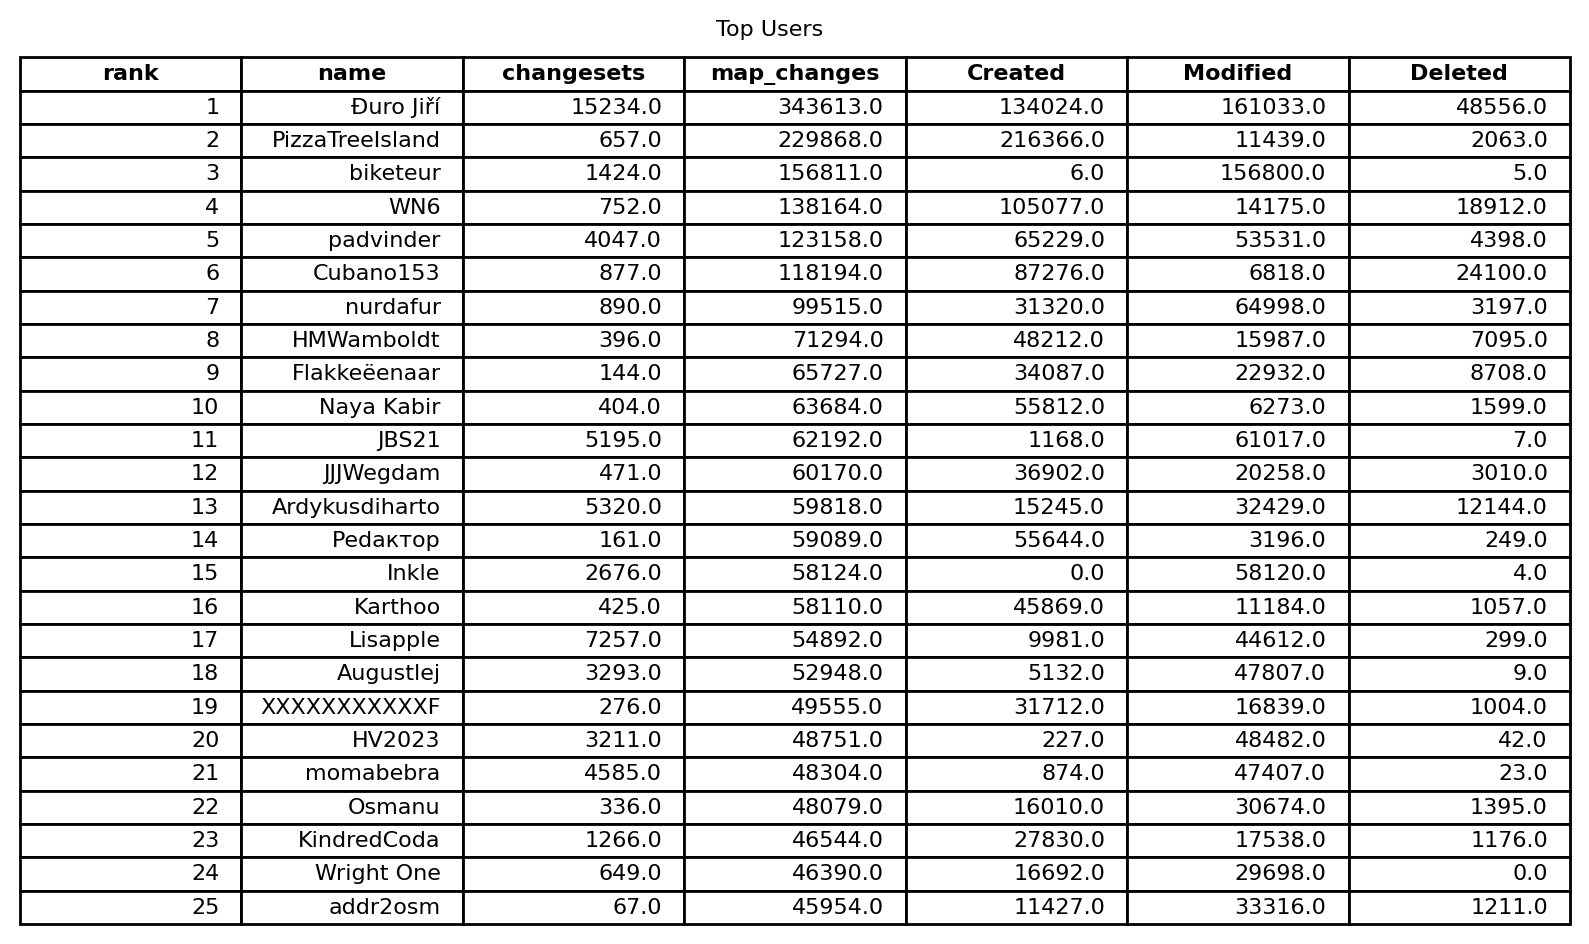 Top Users
rank name changesets map_changes Created Modified Deleted
1 Đuro Jiří 15234.0 343613.0 134024.0 161033.0 48556.0
2 PizzaTreeIsland 657.0 229868.0 216366.0 11439.0 2063.0
3 biketeur 1424.0 156811.0 6.0 156800.0 5.0
4 WN6 752.0 138164.0 105077.0 14175.0 18912.0
5 padvinder 4047.0 123158.0 65229.0 53531.0 4398.0
6 Cubano153 877.0 118194.0 87276.0 6818.0 24100.0
7 nurdafur 890.0 99515.0 31320.0 64998.0 3197.0
8 HMWamboldt 396.0 71294.0 48212.0 15987.0 7095.0
9 Flakkeëenaar 144.0 65727.0 34087.0 22932.0 8708.0
10 Naya Kabir 404.0 63684.0 55812.0 6273.0 1599.0
11 JBS21 5195.0 62192.0 1168.0 61017.0 7.0
12 JJJWegdam 471.0 60170.0 36902.0 20258.0 3010.0
13 Ardykusdiharto 5320.0 59818.0 15245.0 32429.0 12144.0
14 Реdактор 161.0 59089.0 55644.0 3196.0 249.0
15 Inkle 2676.0 58124.0 0.0 58120.0 4.0
16 Karthoo 425.0 58110.0 45869.0 11184.0 1057.0
17 Lisapple 7257.0 54892.0 9981.0 44612.0 299.0
18 Augustlej 3293.0 52948.0 5132.0 47807.0 9.0
19 XXXXXXXXXXXF 276.0 49555.0 31712.0 16839.0 1004.0
20 HV2023 3211.0 48751.0 227.0 48482.0 42.0
21 momabebra 4585.0 48304.0 874.0 47407.0 23.0
22 Osmanu 336.0 48079.0 16010.0 30674.0 1395.0
23 KindredCoda 1266.0 46544.0 27830.0 17538.0 1176.0
24 Wright One 649.0 46390.0 16692.0 29698.0 0.0
25 addr2osm 67.0 45954.0 11427.0 33316.0 1211.0